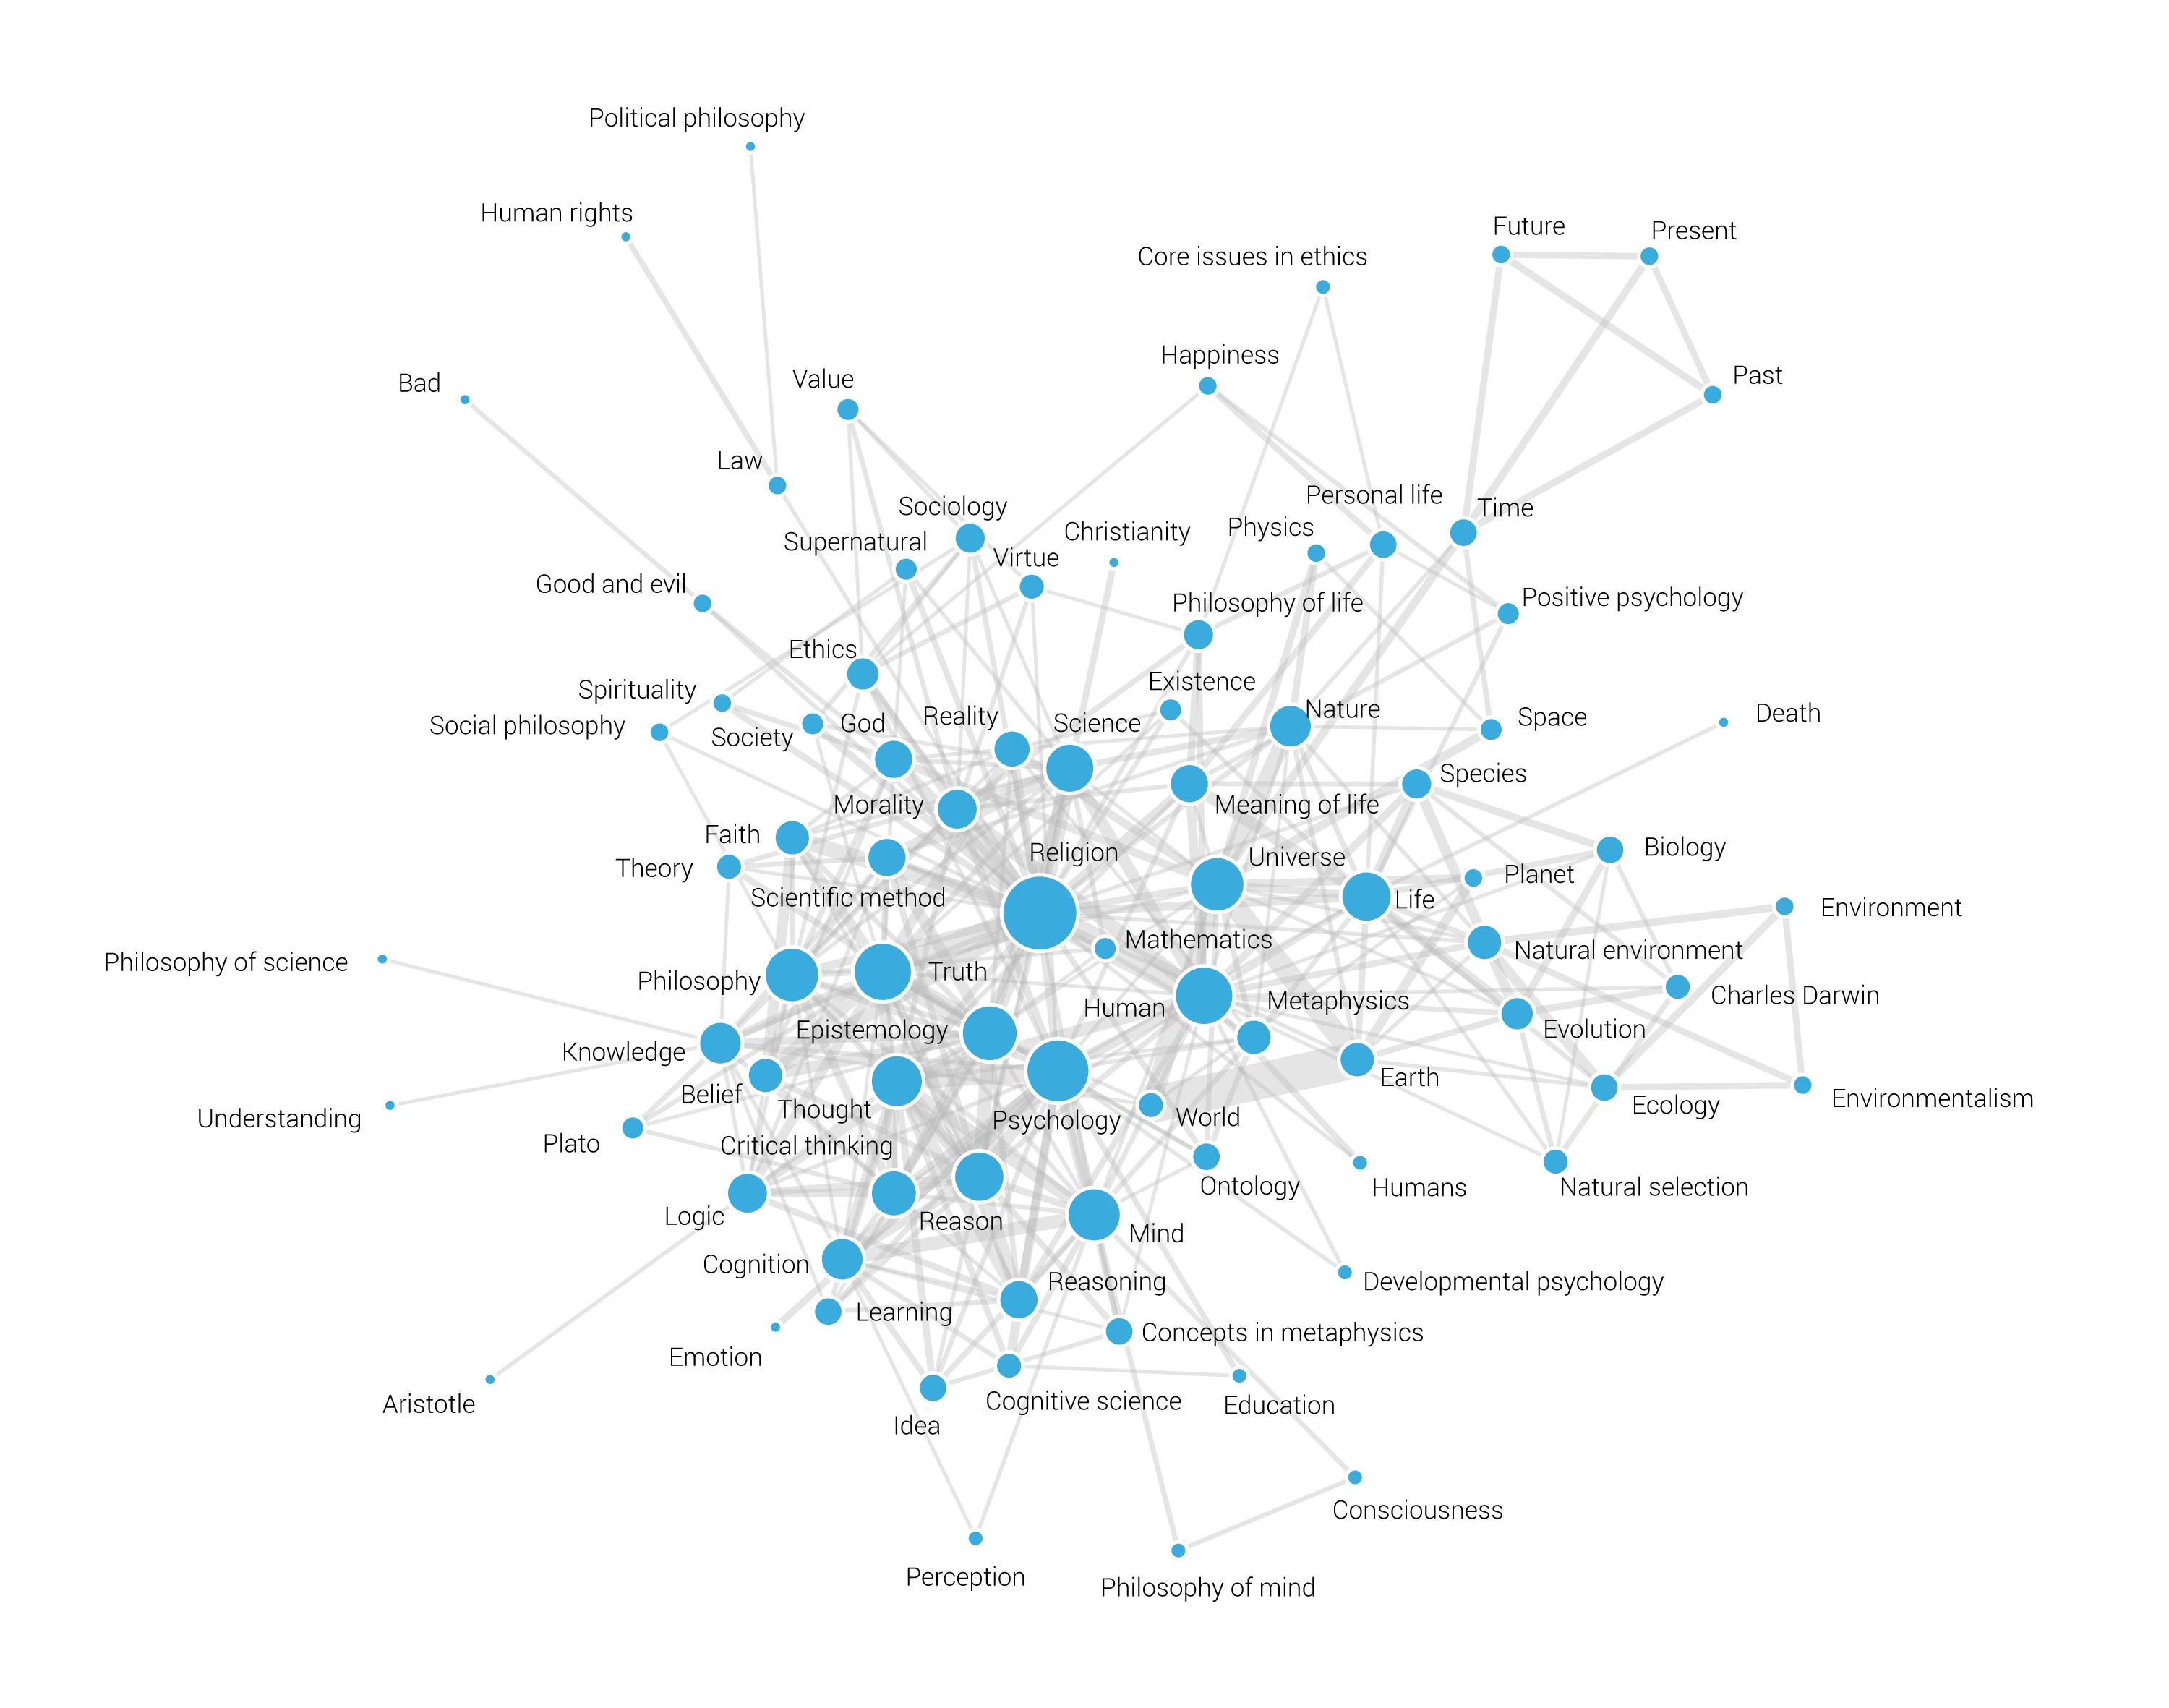 Political philosophy
Human rights
Future
Present
Core issues in ethics
Happiness
Past
Value
Bad
Law
Personal life
Time
Sociology
Physics
Christianity
Supernatural
Virtue
Good and evil
Positive psychology
Philosophy of life
Ethics
Existence
Spirituality
Nature
Death
Reality
Space
Social philosophy
God
Science
Society
Species
Morality
Meaning of life
Faith
Biology
Religion
Universe
Theory
Planet
Scientific method
Life
Environment
Mathematics
Natural environment
Philosophy of science
Truth
Philosophy
Charles Darwin
Metaphysics
Human
Epistemology
Evolution
Knowledge
Earth
Belief
Environmentalism
Ecology
Thought
World
Understanding
Psychology
Plato
Critical thinking
Ontology
Humans
Natural selection
Logic
Reason
Mind
Cognition
Reasoning
Developmental psychology
Learning
Concepts in metaphysics
Emotion
Cognitive science
Aristotle
Education
Idea
Consciousness
Perception
Philosophy of mind